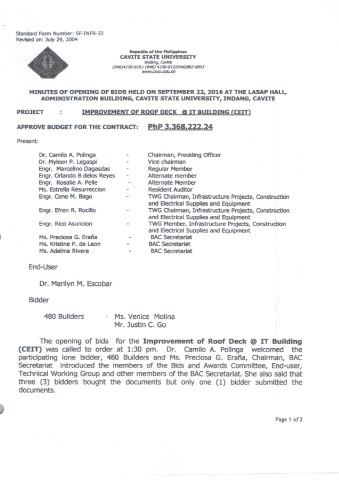 Standard Form Number: SF-INFR-32
Revised on: July 29, 2004
Republic of the Philippines
CAVITE STATE UNIVERSITY
Indang, Cavite
www.cvsu.edu.ph
MINUTES OF OPENING OF BIDS HELD ON SEPTEMBER 22, 2016 AT THE LASAP HALL,
ADMINISTRATION BUILDING, CAVITE STATE UNIVERSITY, INDANG, CAVITE
PROJECT : IMPROVEMENT OF ROOF DECK @ IT BUILDING (CEIT)
APPROVE BUDGET FOR THE CONTRACT: PhP 3,368,222.24
Present:
Dr. Camilo A. Polinga - Chairman, Presiding Officer
Dr. Myleen P. Legaspi - Vice chairman
Engr. Marcelino Dagasdas - Regular Member
Engr. Orlando B delos Reyes - Alternate member
Engr. Rosalie A. Pelle - Alternate Member
Ms. Estrella Resurreccion - Resident Auditor
Engr. Cene M. Bago - TWG Chairman, Infrastructure Projects, Construction
and Electrical Supplies and Equipment
Engr. Efren R. Rocillo - TWG Chairman, Infrastructure Projects, Construction
and Electrical Supplies and Equipment
Engr. Rico Asuncion - TWG Member, Infrastructure Projects, Construction
and Electrical Supplies and Equipment
Ms. Preciosa G. Eraña - BAC Secretariat
Ms. Kristine P. de Leon - BAC Secretariat
Ms. Adelma Rivera - BAC Secretariat
End-User
Dr. Marilyn M. Escobar
Bidder
480 Builders - Ms. Venice Molina
Mr. Justin C. Go
The opening of bids for the Improvement of Roof Deck @ IT Building
(CEIT) was called to order at 1:30 pm. Dr. Camilo A. Polinga welcomed the
participating lone bidder, 480 Builders and Ms. Preciosa G. Eraña, Chairman, BAC
Secretariat introduced the members of the Bids and Awards Committee, End-user,
Technical Working Group and other members of the BAC Secretariat. She also said that
three (3) bidders bought the documents but only one (1) bidder submitted the
documents.
Page 1 of 2